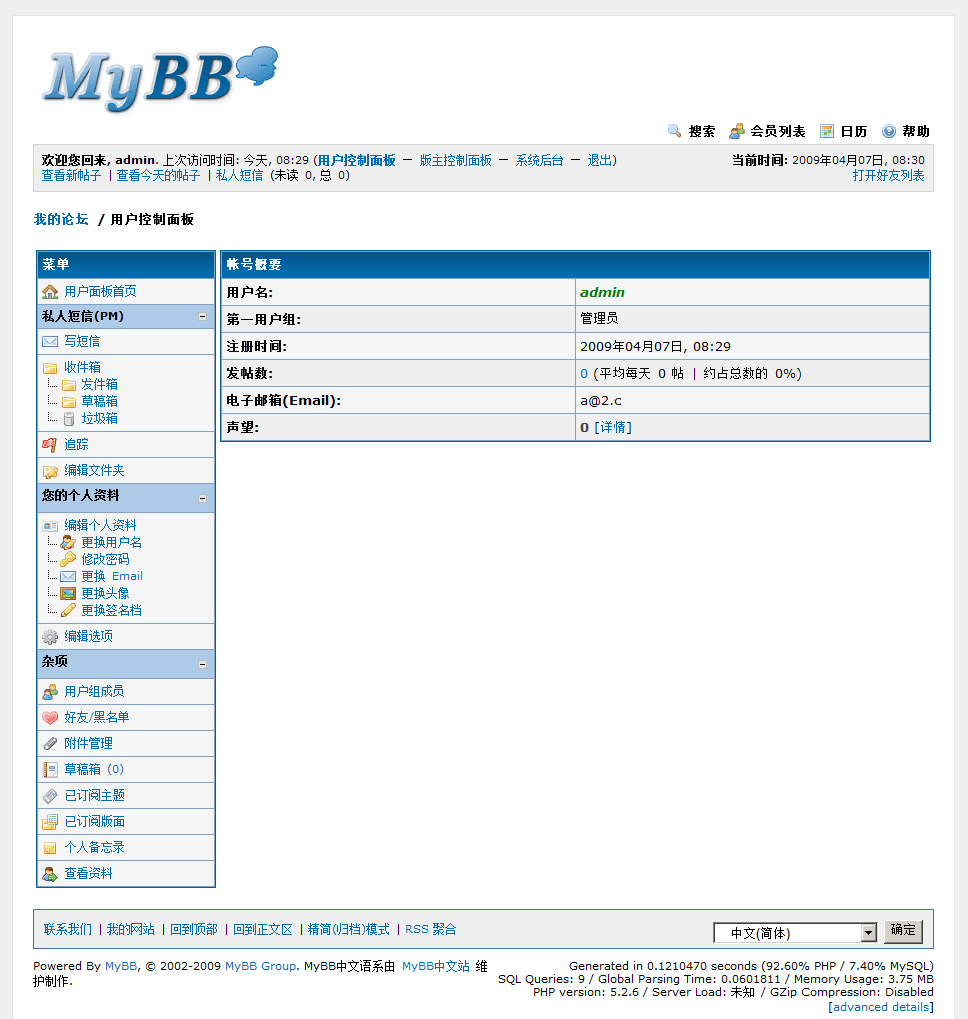 MyBB
搜索 会员列表 日历 帮助
欢迎您回来, admin. 上次访问时间: 今天, 08:29 (用户控制面板 — 版主控制面板 — 系统后台 — 退出)
当前时间: 2009年04月07日, 08:30
查看新帖子 | 查看今天的帖子 | 私人短信 (未读 0, 总 0)
打开好友列表
我的论坛 / 用户控制面板
菜单
用户面板首页
私人短信(PM)
写短信
收件箱
发件箱
草稿箱
垃圾箱
追踪
编辑文件夹
您的个人资料
编辑个人资料
更换用户名
修改密码
更换 Email
更换头像
更换签名档
编辑选项
杂项
用户组成员
好友/黑名单
附件管理
草稿箱 (0)
已订阅主题
已订阅版面
个人备忘录
查看资料
帐号概要
用户名: admin
第一用户组: 管理员
注册时间: 2009年04月07日, 08:29
发帖数: 0 (平均每天 0 帖 | 约占总数的 0%)
电子邮箱(Email): a@2.c
声望: 0 [详情]
联系我们 | 我的网站 | 回到顶部 | 回到正文区 | 精简(归档)模式 | RSS 聚合
中文(简体) 确定
Powered By MyBB, © 2002-2009 MyBB Group. MyBB中文语系由 MyBB中文站 维
护制作.
Generated in 0.1210470 seconds (92.60% PHP / 7.40% MySQL)
SQL Queries: 9 / Global Parsing Time: 0.0601811 / Memory Usage: 3.75 MB
PHP version: 5.2.6 / Server Load: 未知 / GZip Compression: Disabled
[advanced details]